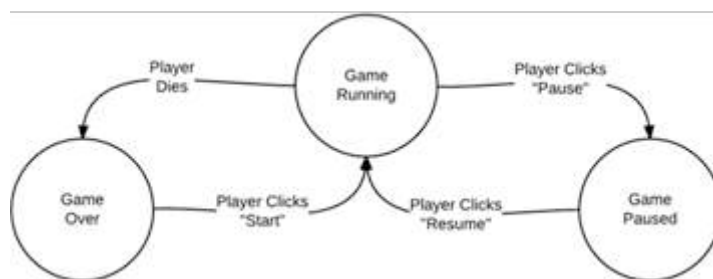 Player
Dies
Game
Running
Player Clicks
"Pause"
Game
Over
Player Clicks
"Start"
Player Clicks
"Resume"
Game
Paused